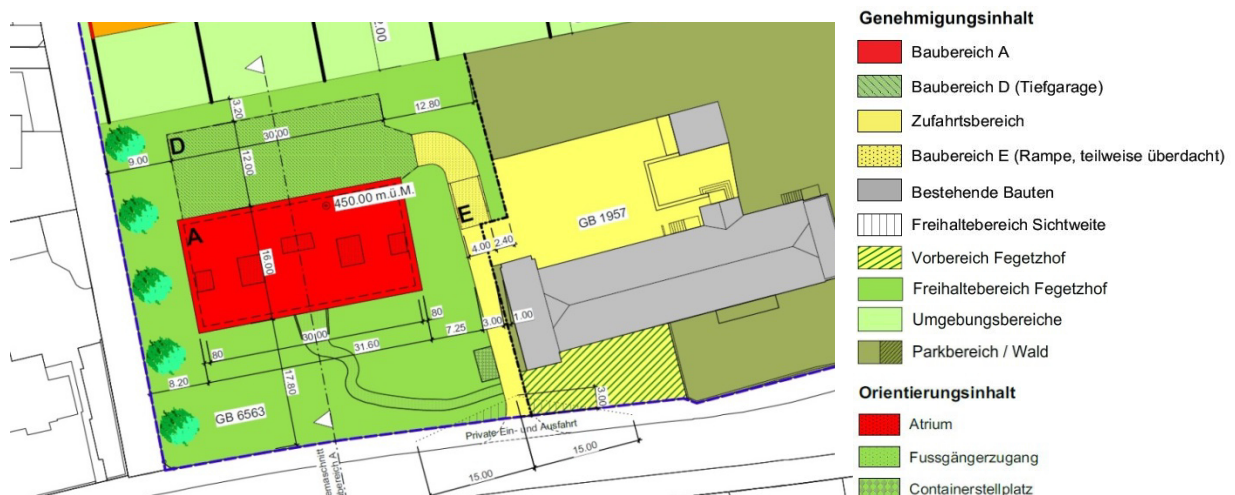 2.00
3.20
30.00
12.80
D
9.00
12.00
450.00 m.ü.M.
A
E
GB 1957
4.00
2.40
16.00
80
30.00
80
7.25
3.00
1.00
31.60
8.20
17.80
3.00
GB 6563
Private Ein- und Ausfahrt
15.00
15.00
Genehmigungsinhalt
Baubereich A
Baubereich D (Tiefgarage)
Zufahrtsbereich
Baubereich E (Rampe, teilweise überdacht)
Bestehende Bauten
Freihaltebereich Sichtweite
Vorbereich Fegetzhof
Freihaltebereich Fegetzhof
Umgebungsbereiche
Parkbereich / Wald
Orientierungsinhalt
Atrium
Fussgängerzugang
Containerstellplatz